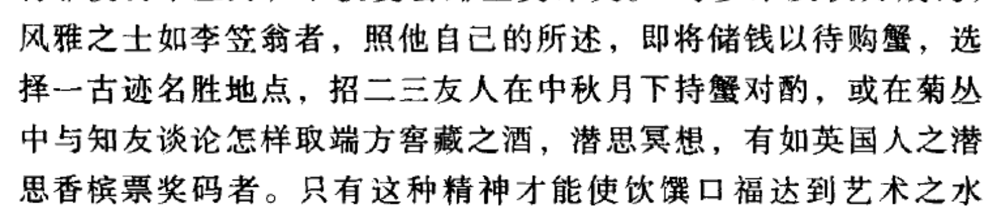 风雅之士如李笠翁者，照他自己的所述，即将储钱以待购蟹，选
择一古迹名胜地点，招二三友人在中秋月下持蟹对酌，或在菊丛
中与知友谈论怎样取端方窖藏之酒，潜思冥想，有如英国人之潜
思香槟票奖码者。只有这种精神才能使饮馔口福达到艺术之水